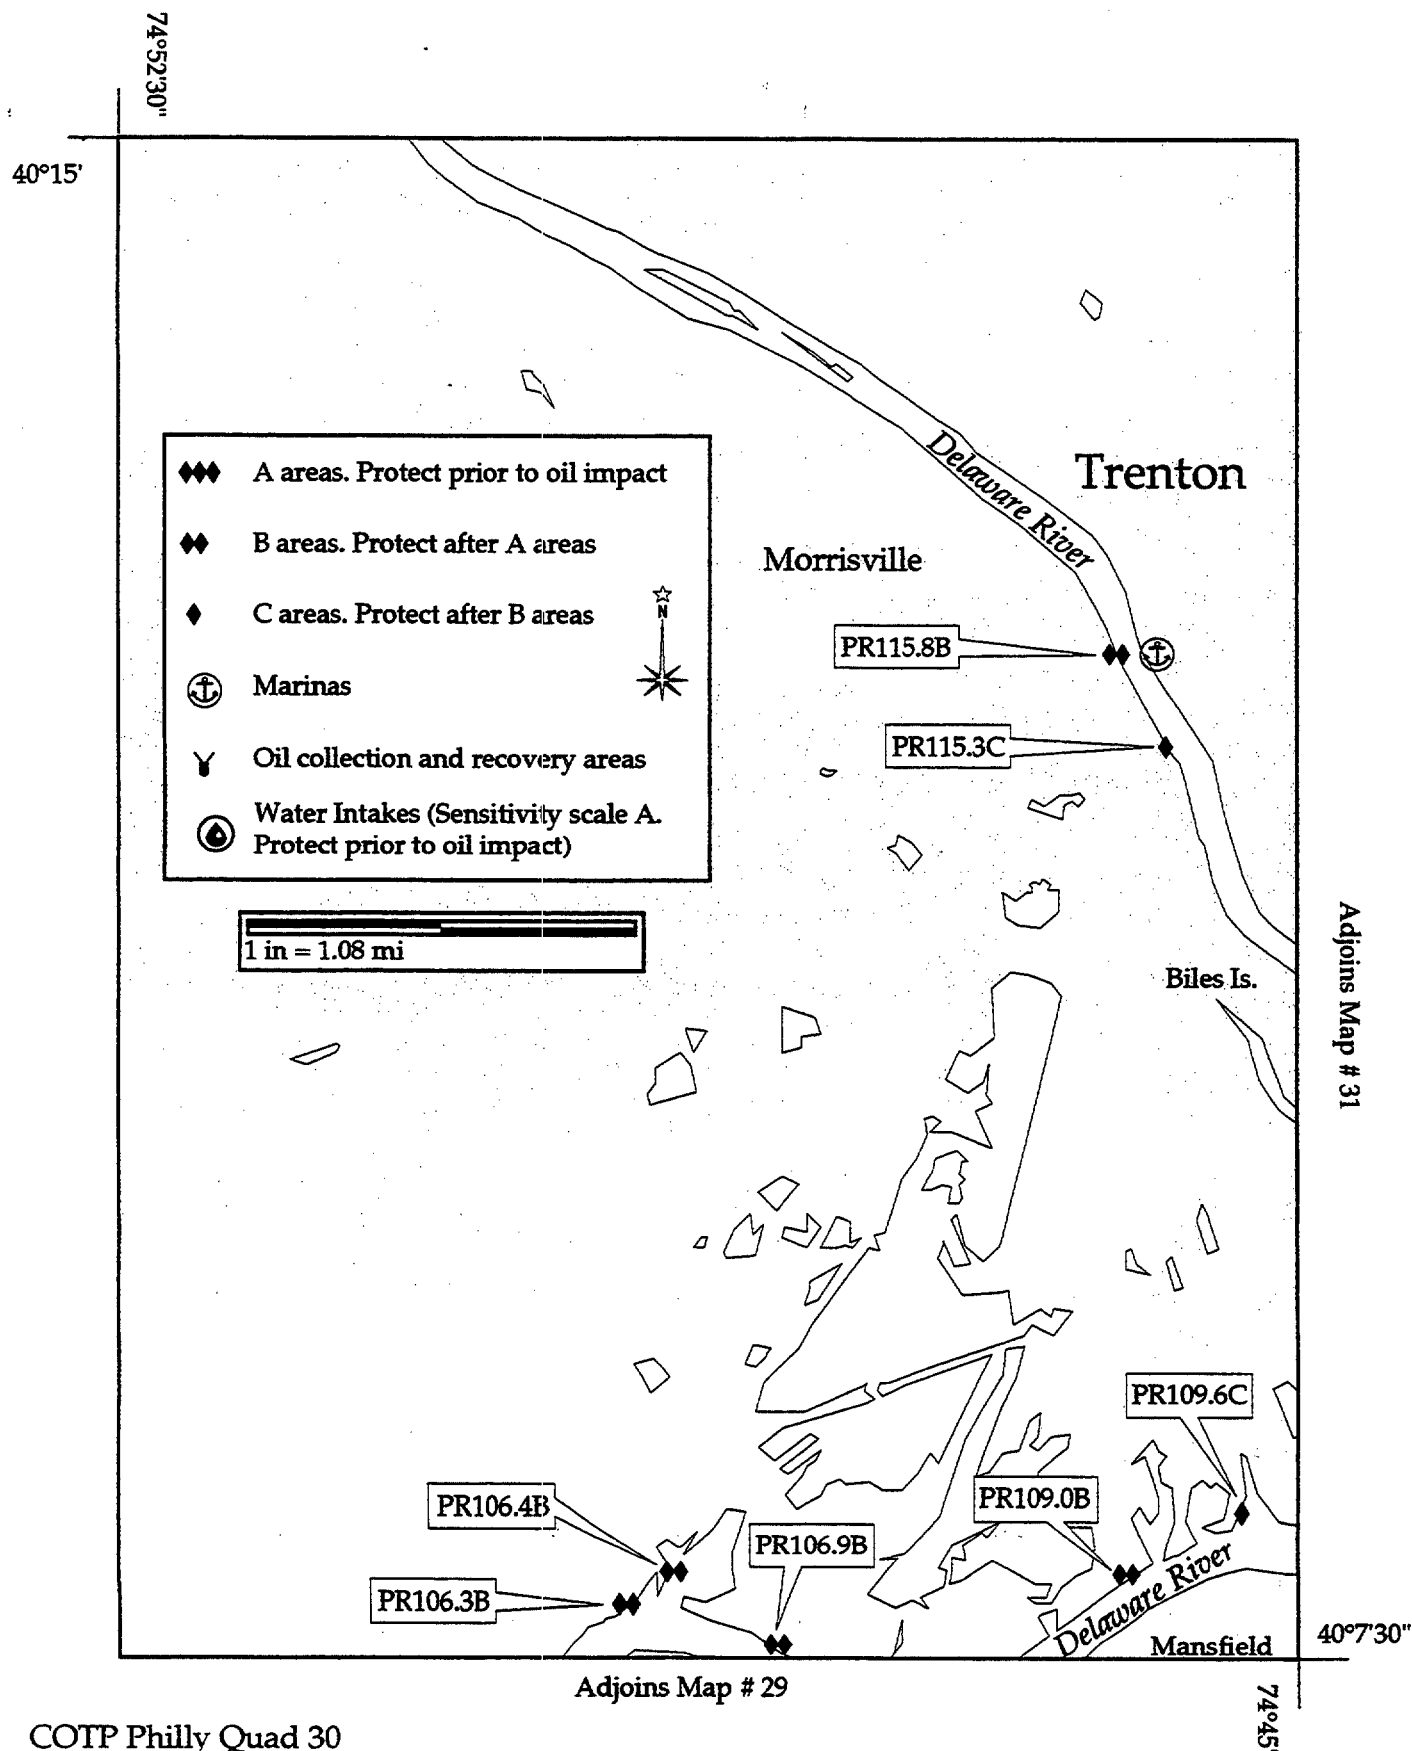 74°52'30"
40°15'
A areas. Protect prior to oil impact
B areas. Protect after A areas
C areas. Protect after B areas
N
Marinas
Oil collection and recovery areas
Water Intakes (Sensitivity scale A.
Protect prior to oil impact)
1 in = 1.08 mi
Delaware River
Trenton
Morrisville
PR115.8B
PR115.3C
Biles Is.
Adjoins Map # 31
PR109.6C
PR109.0B
PR106.4B
PR106.9B
PR106.3B
Delaware River
Mansfield
40°7'30"
74°45'
Adjoins Map # 29
COTP Philly Quad 30